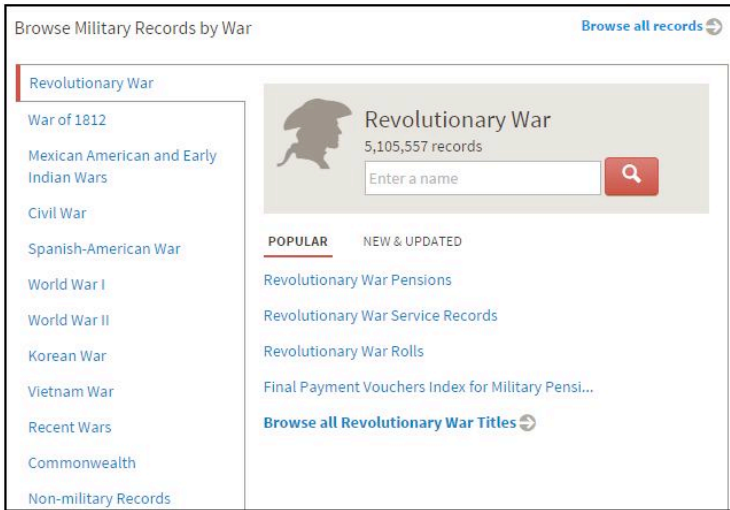 Browse Military Records by War
Browse all records
Revolutionary War
War of 1812
Mexican American and Early
Indian Wars
Civil War
Spanish-American War
World War I
World War II
Korean War
Vietnam War
Recent Wars
Commonwealth
Non-military Records
Revolutionary War
5,105,557 records
Enter a name
POPULAR NEW & UPDATED
Revolutionary War Pensions
Revolutionary War Service Records
Revolutionary War Rolls
Final Payment Vouchers Index for Military Pensi...
Browse all Revolutionary War Titles